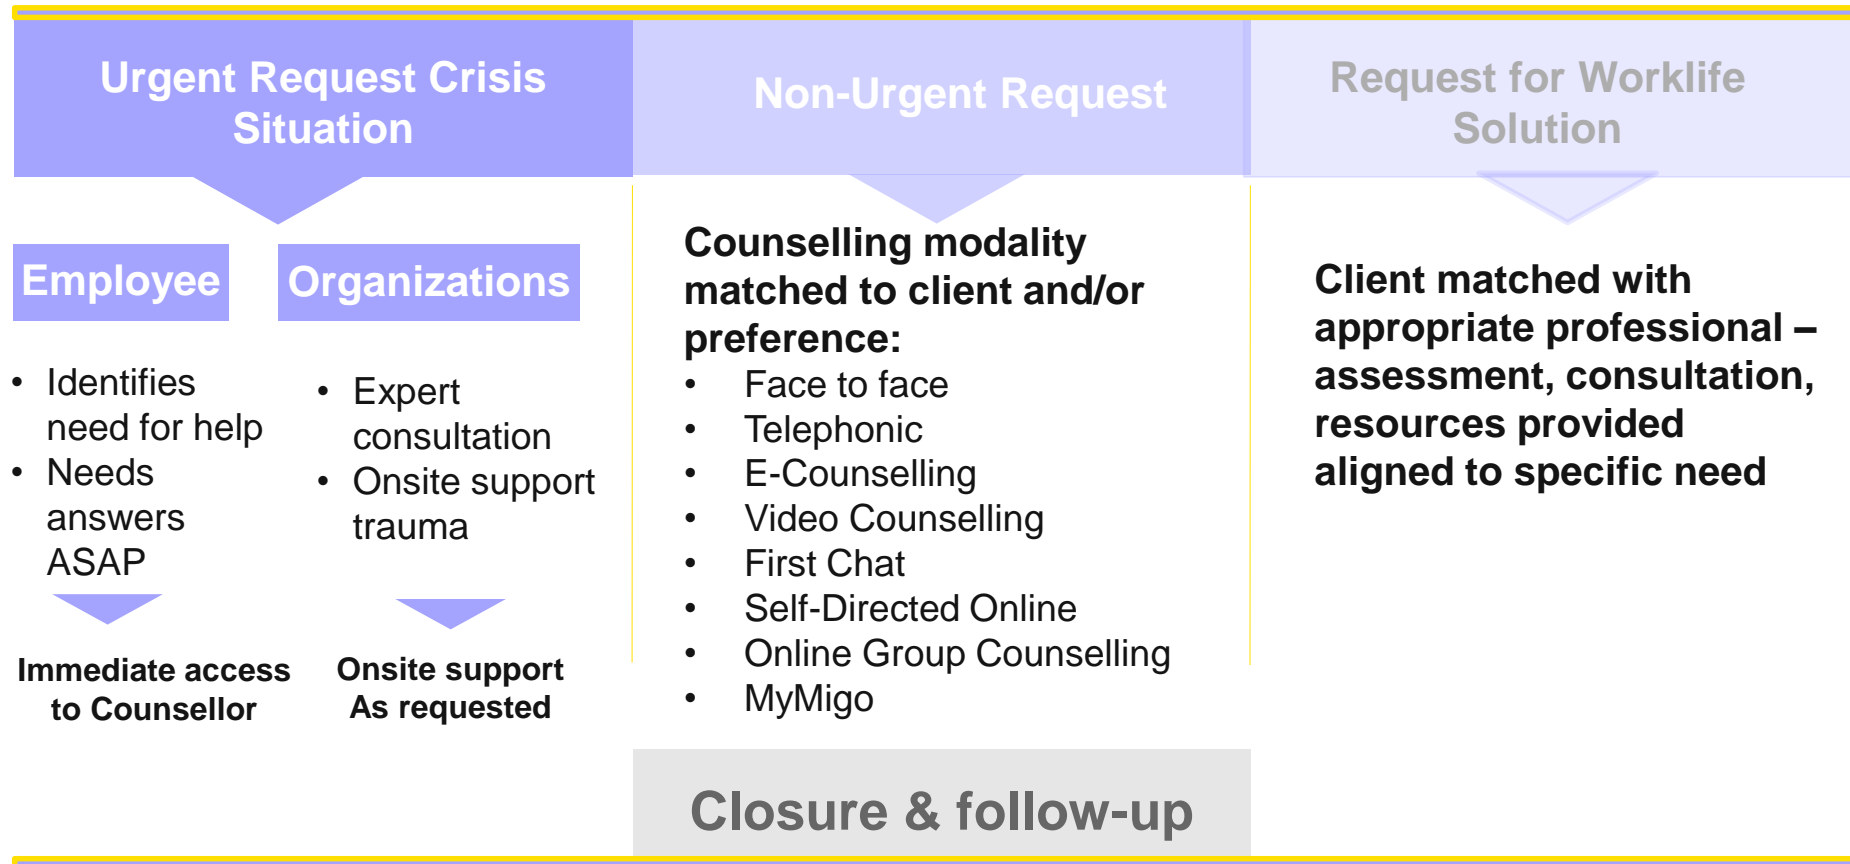 Urgent Request Crisis
Situation
Non-Urgent Request
Request for Worklife
Solution
Employee
Organizations
• Identifies
need for help
• Needs
answers
ASAP
• Expert
consultation
• Onsite support
trauma
Immediate access
to Counsellor
Onsite support
As requested
Counselling modality
matched to client and/or
preference:
• Face to face
• Telephonic
• E-Counselling
• Video Counselling
• First Chat
• Self-Directed Online
• Online Group Counselling
• MyMigo
Client matched with
appropriate professional –
assessment, consultation,
resources provided
aligned to specific need
Closure & follow-up